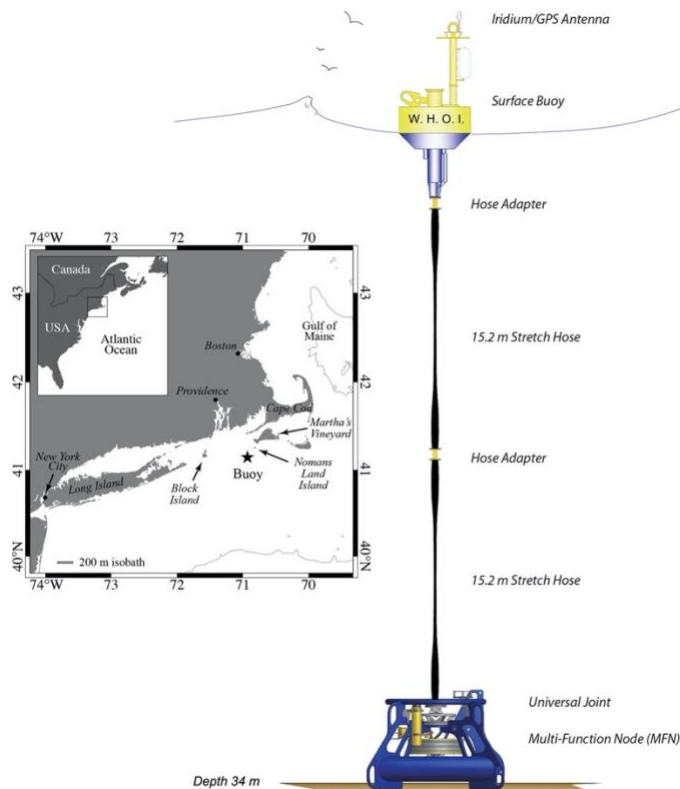 Iridium/GPS Antenna
Surface Buoy
W. H. O. I.
Hose Adapter
15.2 m Stretch Hose
Hose Adapter
15.2 m Stretch Hose
Universal Joint
Multi-Function Node (MFN)
Depth 34 m
74°W 73 72 71 70
43
42
41
40°N
Canada
USA
Atlantic
Ocean
Gulf of
Maine
Boston
Providence
Cape Cod
Martha's
Vineyard
New York
City
Long Island
Block
Island
Buoy
Nomans
Land
Island
200 m isobath
43
42
41
40°N
74°W 73 72 71 70